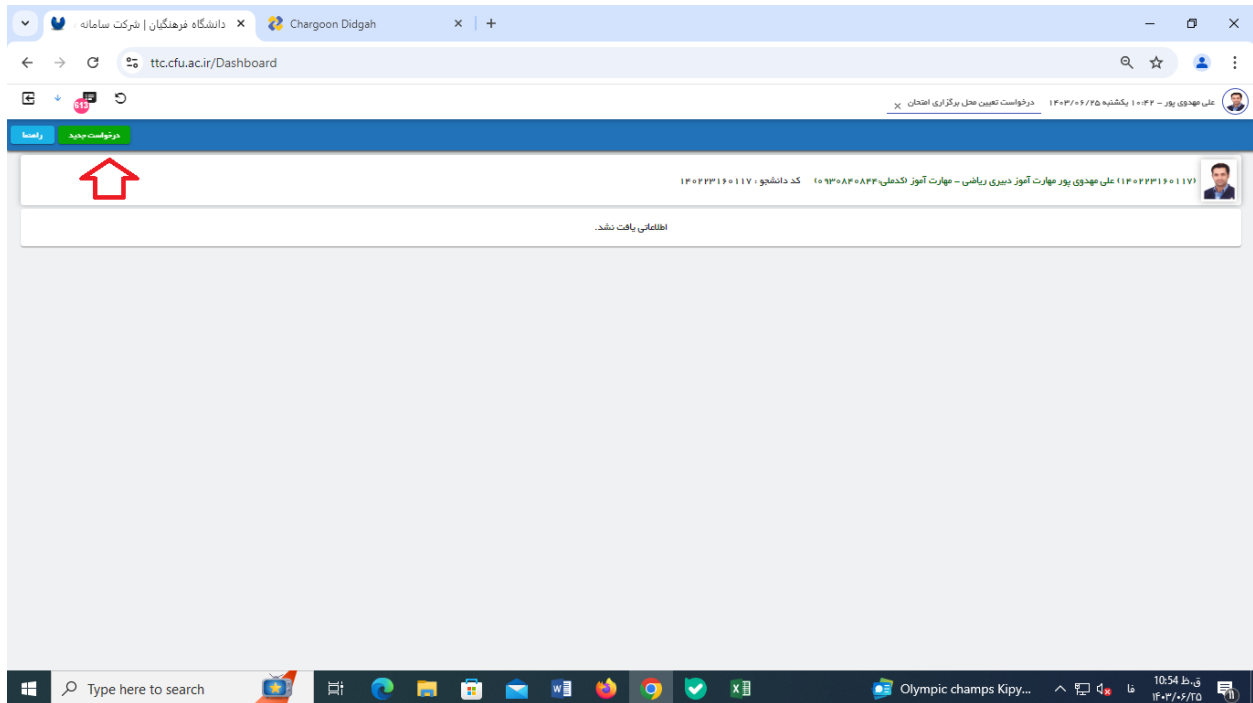 دانشگاه فرهنگیان | شرکت سامانه
Chargoon Didgah
ttc.cfu.ac.ir/Dashboard
513
علی مهدوی پور – ۱۰:۴۲ یکشنبه ۱۴۰۳/۰۶/۲۵
درخواست تعیین محل برگزاری امتحان
درخواست جدید
راهنما
(۱۴۰۲۲۳۱۶۰۱۱۷) علی مهدوی پور مهارت آموز دبیری ریاضی – مهارت آموز (کدملی:۰۹۳۰۸۴۰۸۴۴) کد دانشجو : ۱۴۰۲۲۳۱۶۰۱۱۷
اطلاعاتی یافت نشد.
Type here to search
Olympic champs Kipy...
فا
10:54 ق.ظ
۱۴۰۳/۰۶/۲۵